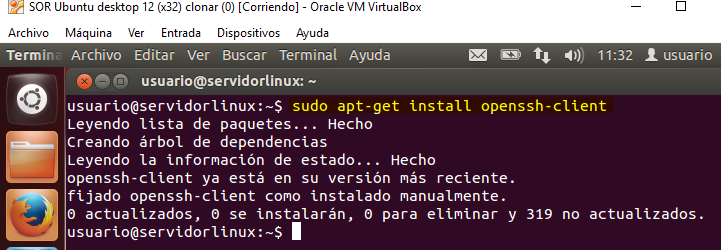 SOR Ubuntu desktop 12 (x32) clonar (0) [Corriendo] - Oracle VM VirtualBox
Archivo Máquina Ver Entrada Dispositivos Ayuda
Termina Archivo Editar Ver Buscar Terminal Ayuda 11:32 usuario
usuario@servidorlinux: ~
usuario@servidorlinux:~$ sudo apt-get install openssh-client
Leyendo lista de paquetes... Hecho
Creando árbol de dependencias
Leyendo la información de estado... Hecho
openssh-client ya está en su versión más reciente.
fijado openssh-client como instalado manualmente.
0 actualizados, 0 se instalarán, 0 para eliminar y 319 no actualizados.
usuario@servidorlinux:~$